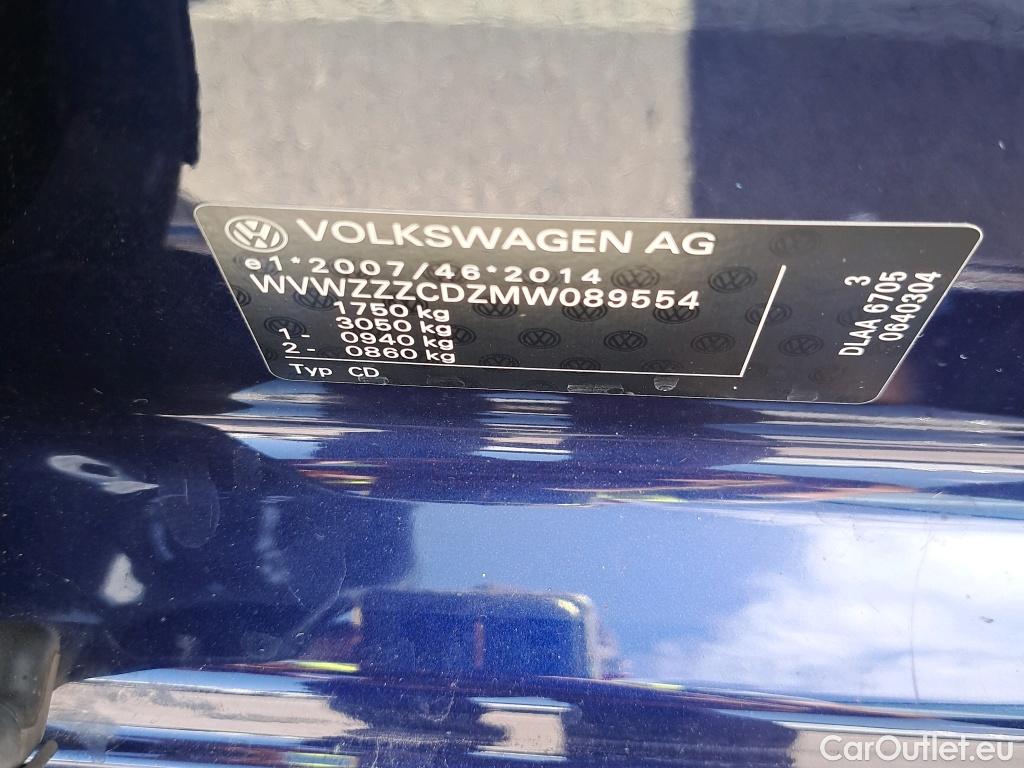 VOLKSWAGEN AG
e1*2007/46*2014
WVWZZZCDZMW089554
1750 kg
3050 kg
1- 0940 kg
2- 0860 kg
Typ CD
3
DLAA 6705
0640304
CarOutlet.eu